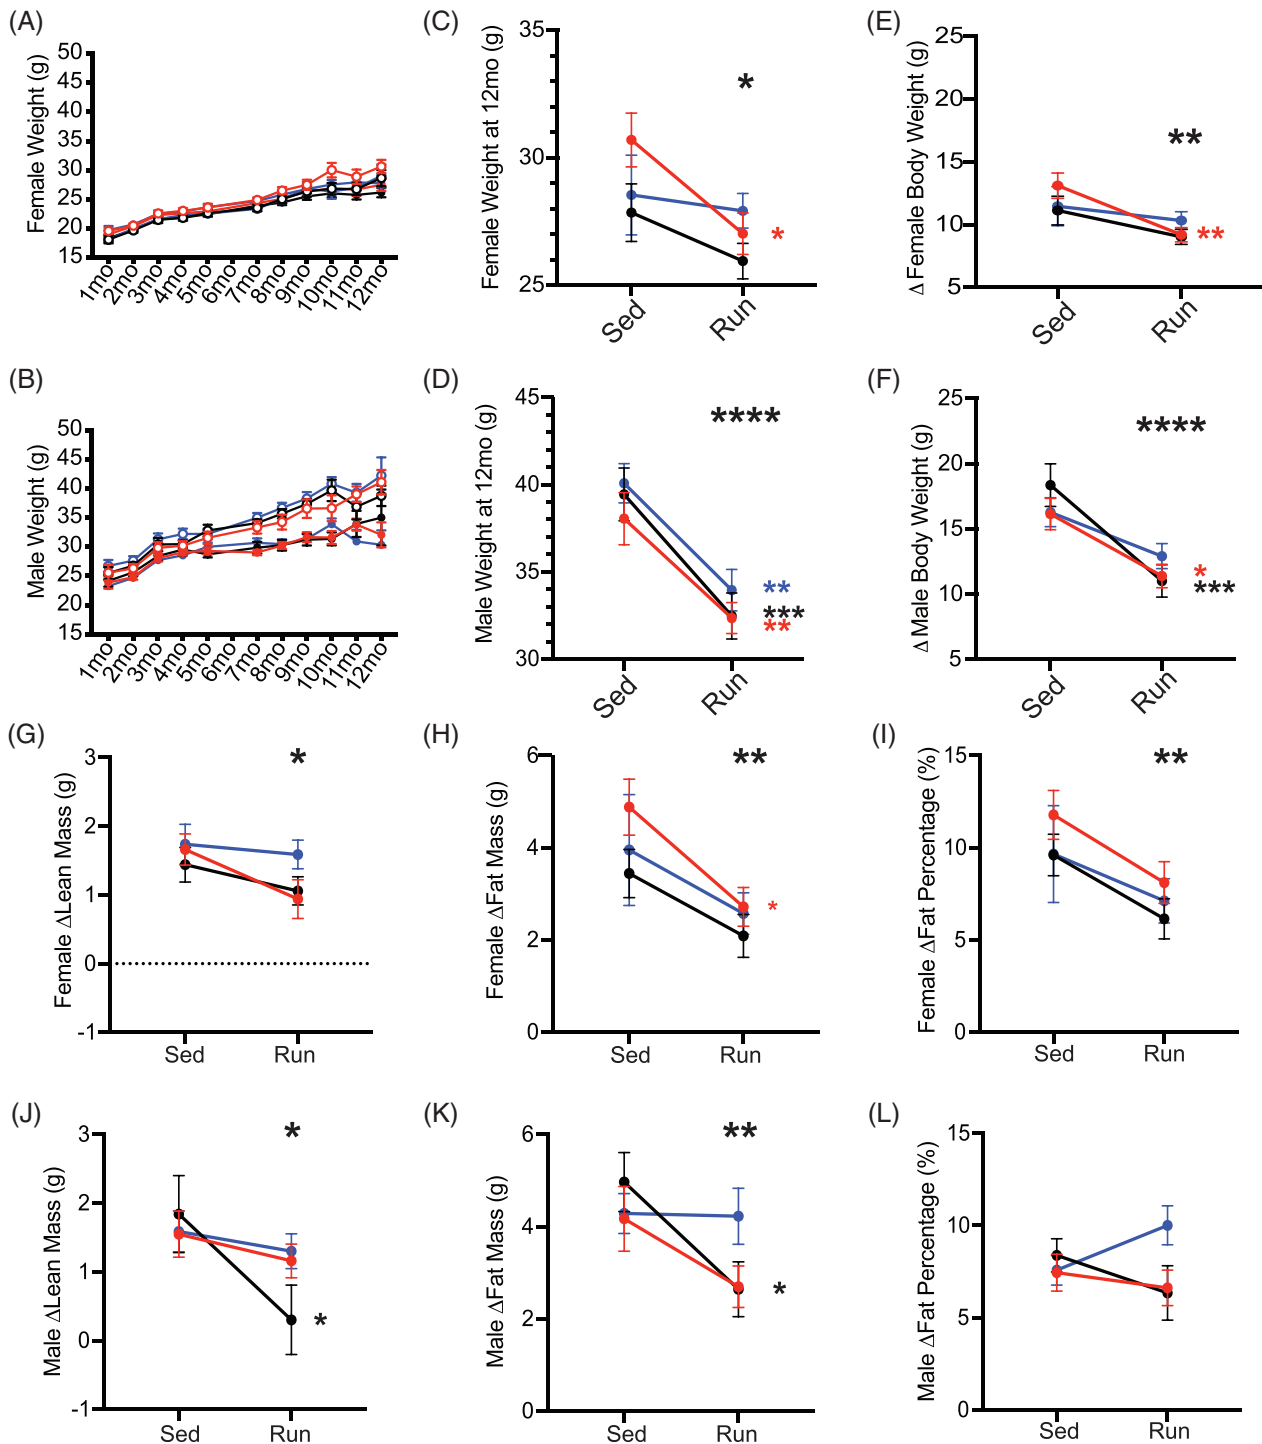 (A)
Female Weight (g)
50
45
40
35
30
25
20
15
1mo
2mo
3mo
4mo
5mo
6mo
7mo
8mo
9mo
10mo
11mo
12mo
(C)
Female Weight at 12mo (g)
35
30
25
*
*
Sed
Run
(E)
Δ Female Body Weight (g)
25
20
15
10
5
**
**
Sed
Run
(B)
Male Weight (g)
50
45
40
35
30
25
20
15
1mo
2mo
3mo
4mo
5mo
6mo
7mo
8mo
9mo
10mo
11mo
12mo
(D)
Male Weight at 12mo (g)
45
40
35
30
****
**
***
**
Sed
Run
(F)
Δ Male Body Weight (g)
25
20
15
10
5
****
*
***
Sed
Run
(G)
Female ΔLean Mass (g)
3
2
1
0
-1
*
Sed
Run
(H)
Female ΔFat Mass (g)
6
4
2
0
**
*
Sed
Run
(I)
Female ΔFat Percentage (%)
15
10
5
0
**
Sed
Run
(J)
Male ΔLean Mass (g)
3
2
1
0
-1
*
*
Sed
Run
(K)
Male ΔFat Mass (g)
6
4
2
0
**
*
Sed
Run
(L)
Male ΔFat Percentage (%)
15
10
5
0
Sed
Run